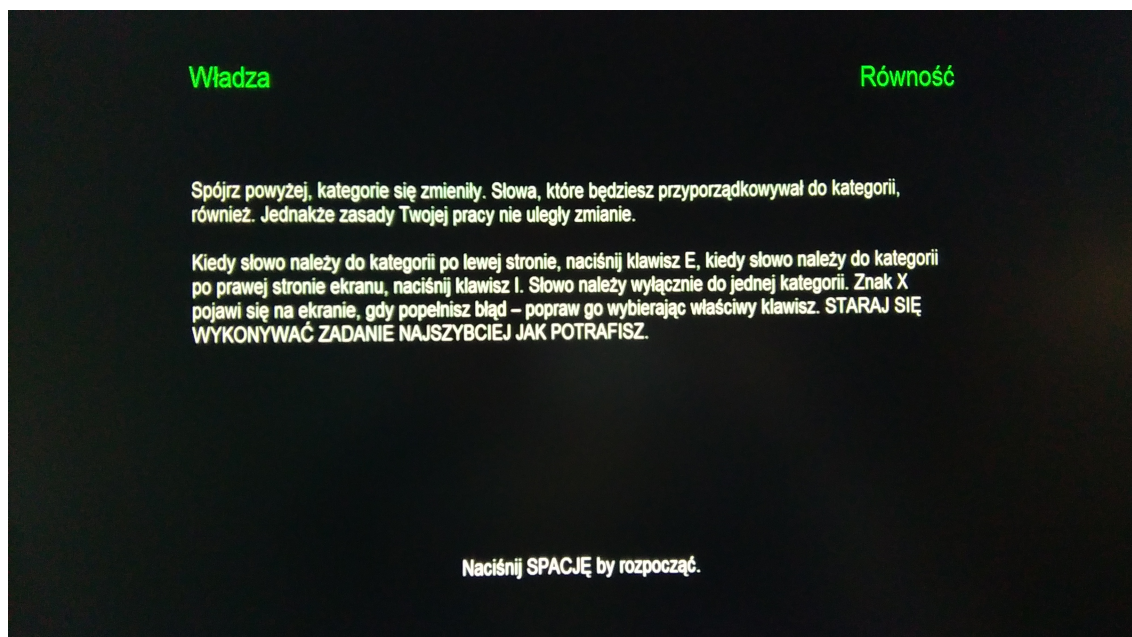 Władza
Równość
Spójrz powyżej, kategorie się zmieniły. Słowa, które będziesz przyporządkowywał do kategorii,
również. Jednakże zasady Twojej pracy nie uległy zmianie.
Kiedy słowo należy do kategorii po lewej stronie, naciśnij klawisz E, kiedy słowo należy do kategorii
po prawej stronie ekranu, naciśnij klawisz I. Słowo należy wyłącznie do jednej kategorii. Znak X
pojawi się na ekranie, gdy popełnisz błąd – popraw go wybierając właściwy klawisz. STARAJ SIĘ
WYKONYWAĆ ZADANIE NAJSZYBCIEJ JAK POTRAFISZ.
Naciśnij SPACJĘ by rozpocząć.